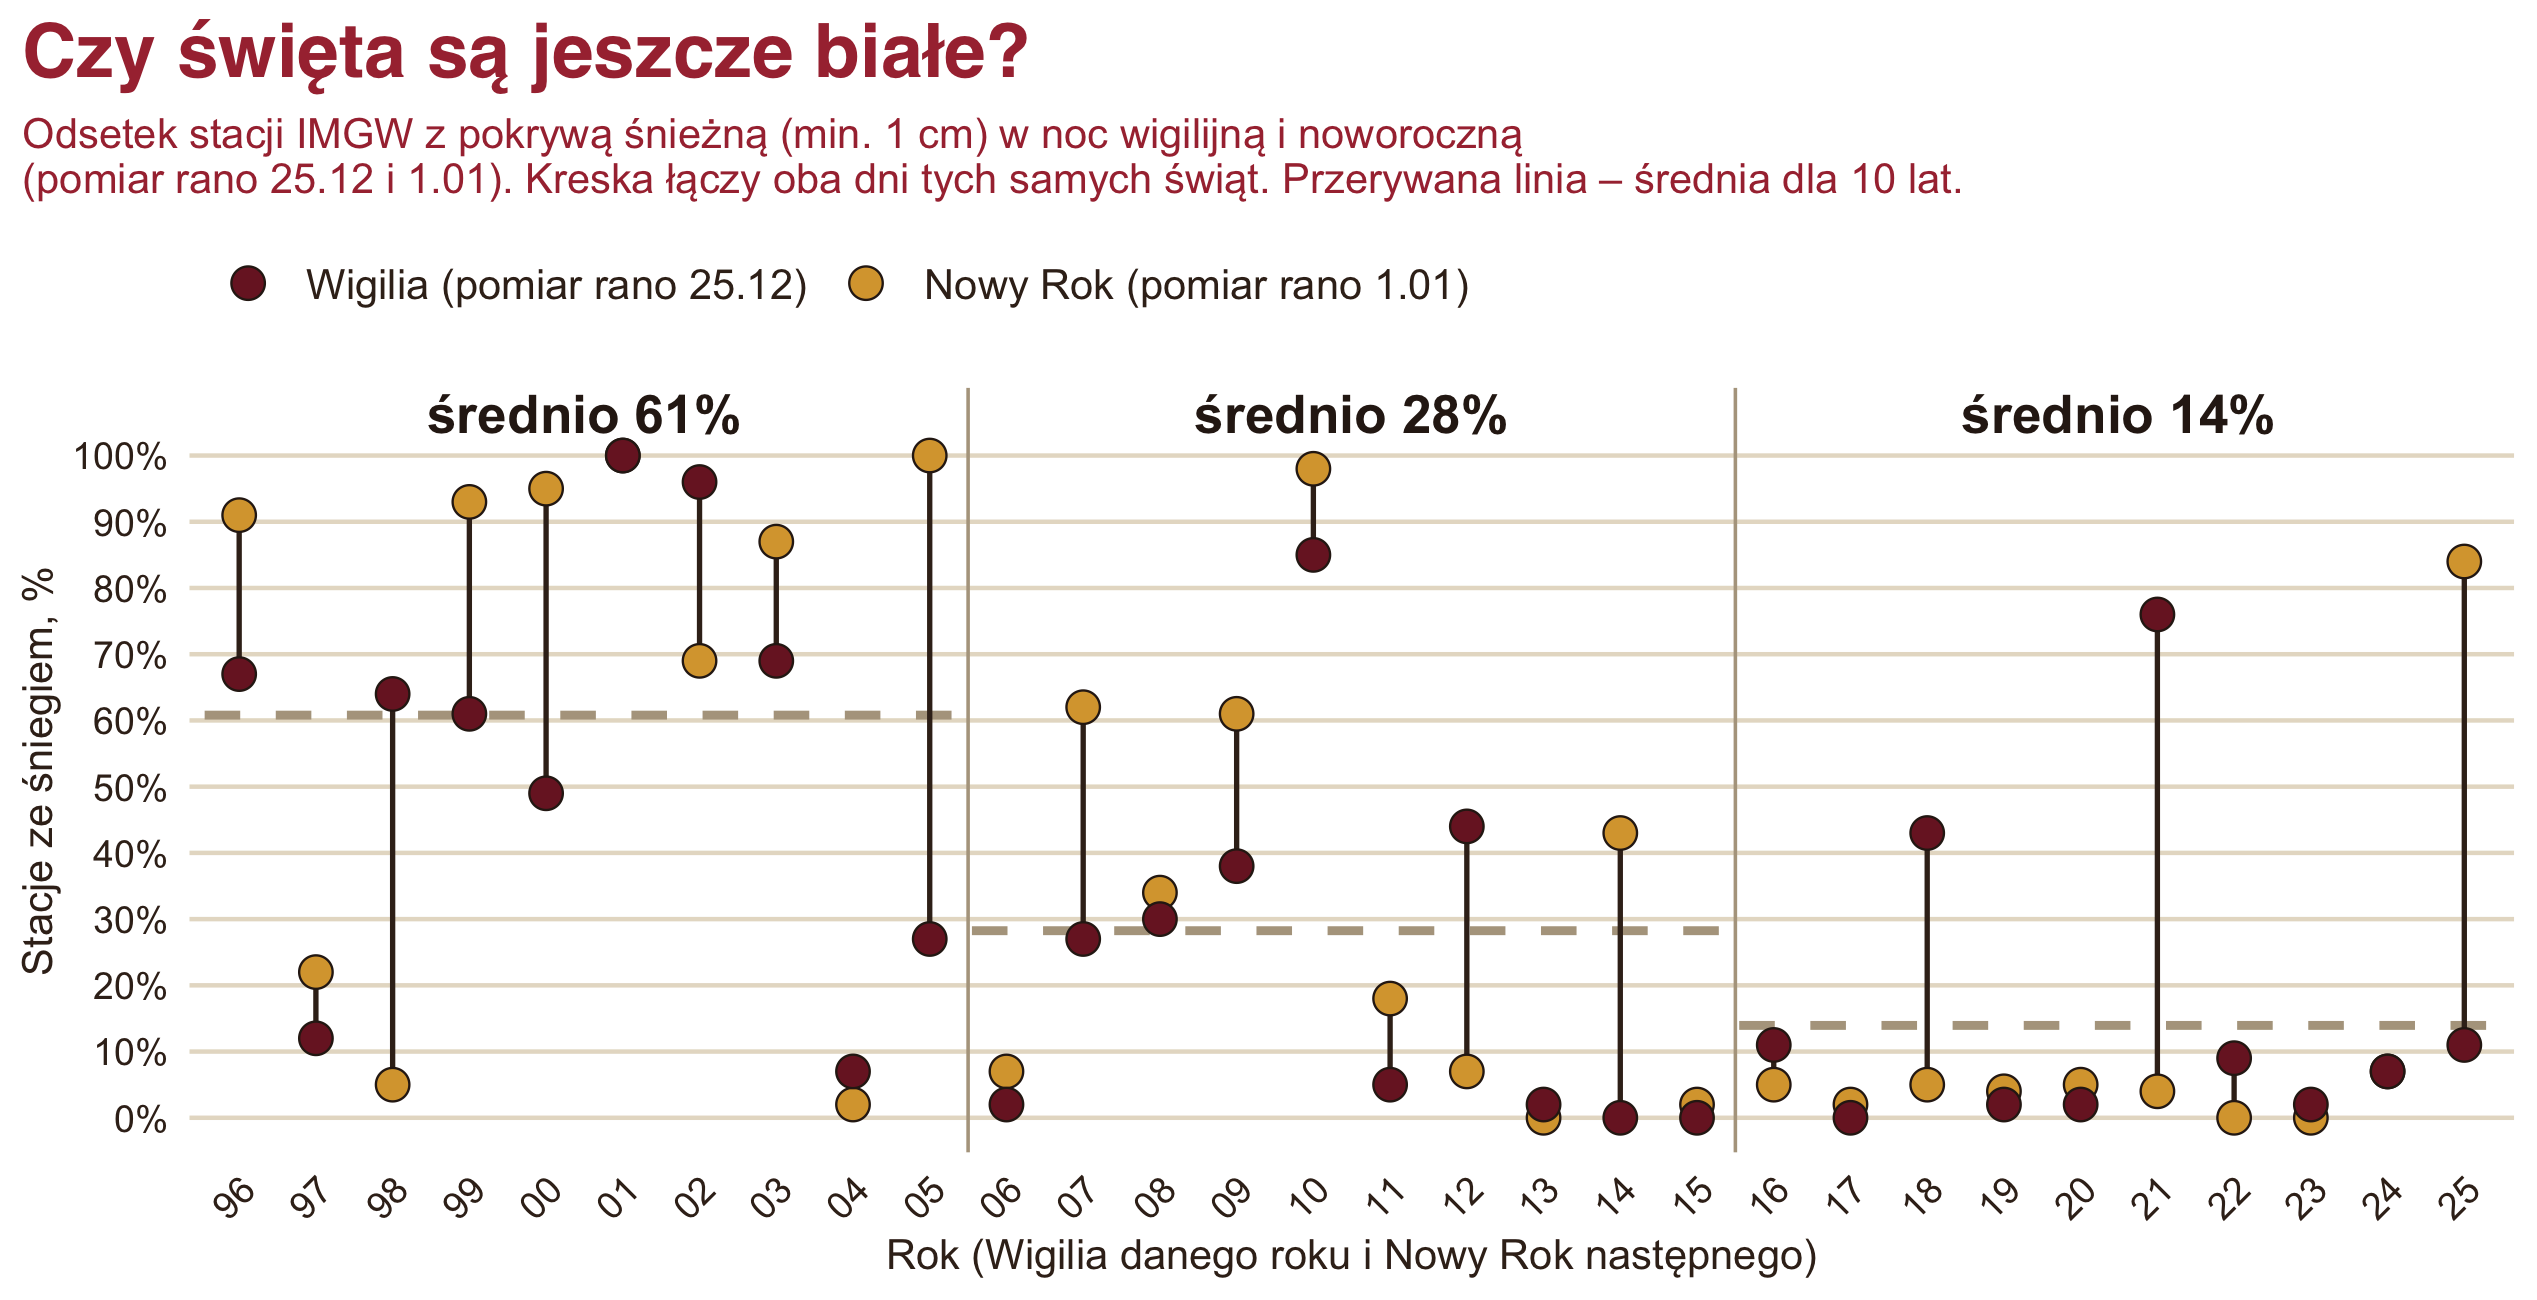 Czy święta są jeszcze białe?
Odsetek stacji IMGW z pokrywą śnieżną (min. 1 cm) w noc wigilijną i noworoczną
(pomiar rano 25.12 i 1.01). Kreska łączy oba dni tych samych świąt. Przerywana linia – średnia dla 10 lat.
Wigilia (pomiar rano 25.12)
Nowy Rok (pomiar rano 1.01)
średnio 61%
średnio 28%
średnio 14%
Stacje ze śniegiem, %
100%
90%
80%
70%
60%
50%
40%
30%
20%
10%
0%
96 97 98 99 00 01 02 03 04 05 06 07 08 09 10 11 12 13 14 15 16 17 18 19 20 21 22 23 24 25
Rok (Wigilia danego roku i Nowy Rok następnego)